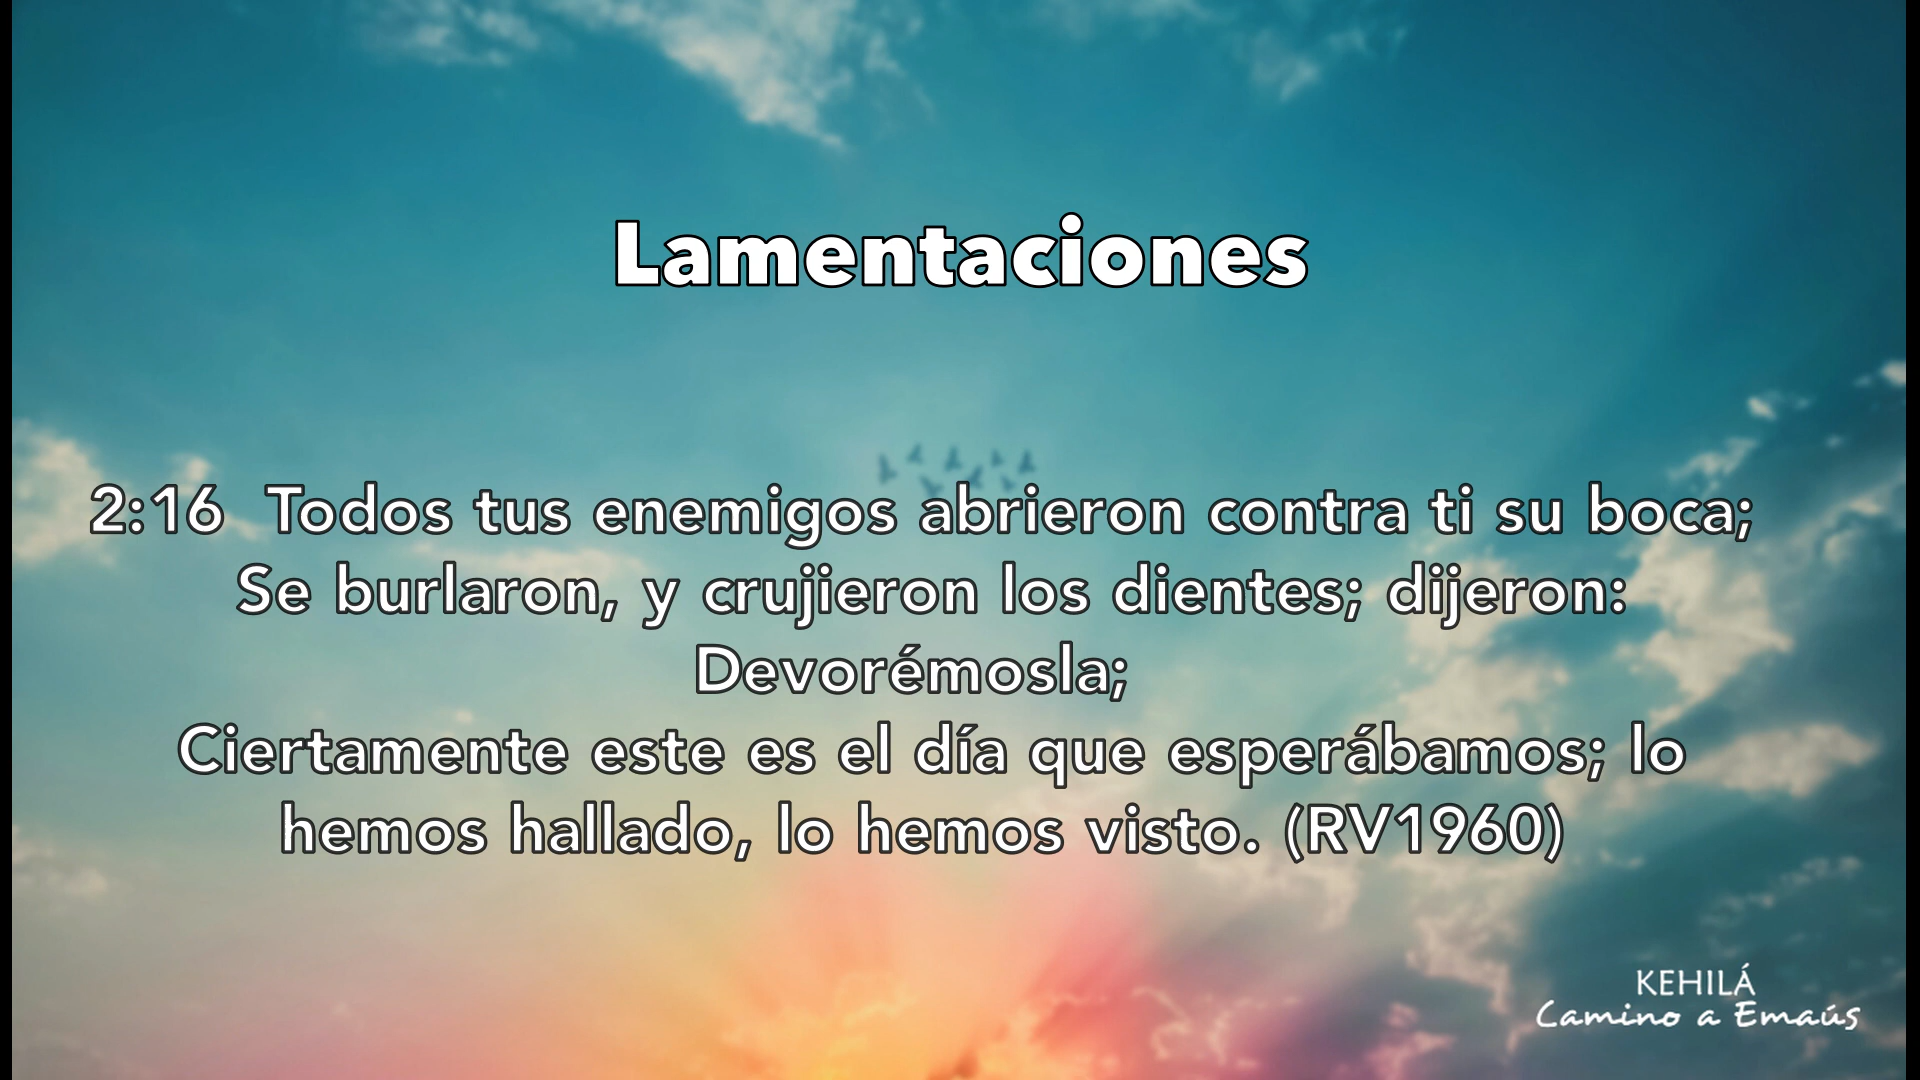 Lamentaciones
2:16 Todos tus enemigos abrieron contra ti su boca;
Se burlaron, y crujieron los dientes; dijeron:
Devorémosla;
Ciertamente este es el día que esperábamos; lo
hemos hallado, lo hemos visto. (RV1960)
KEHILÁ
Camino a Emaús